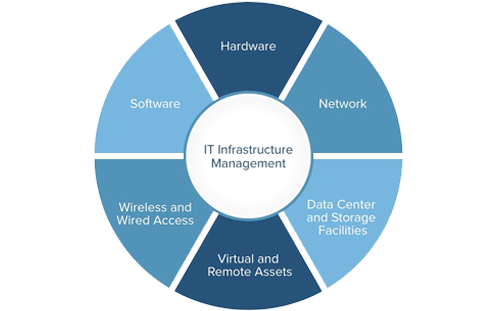 Hardware
Software
Network
IT Infrastructure
Management
Wireless and
Wired Access
Data Center
and Storage
Facilities
Virtual and
Remote Assets